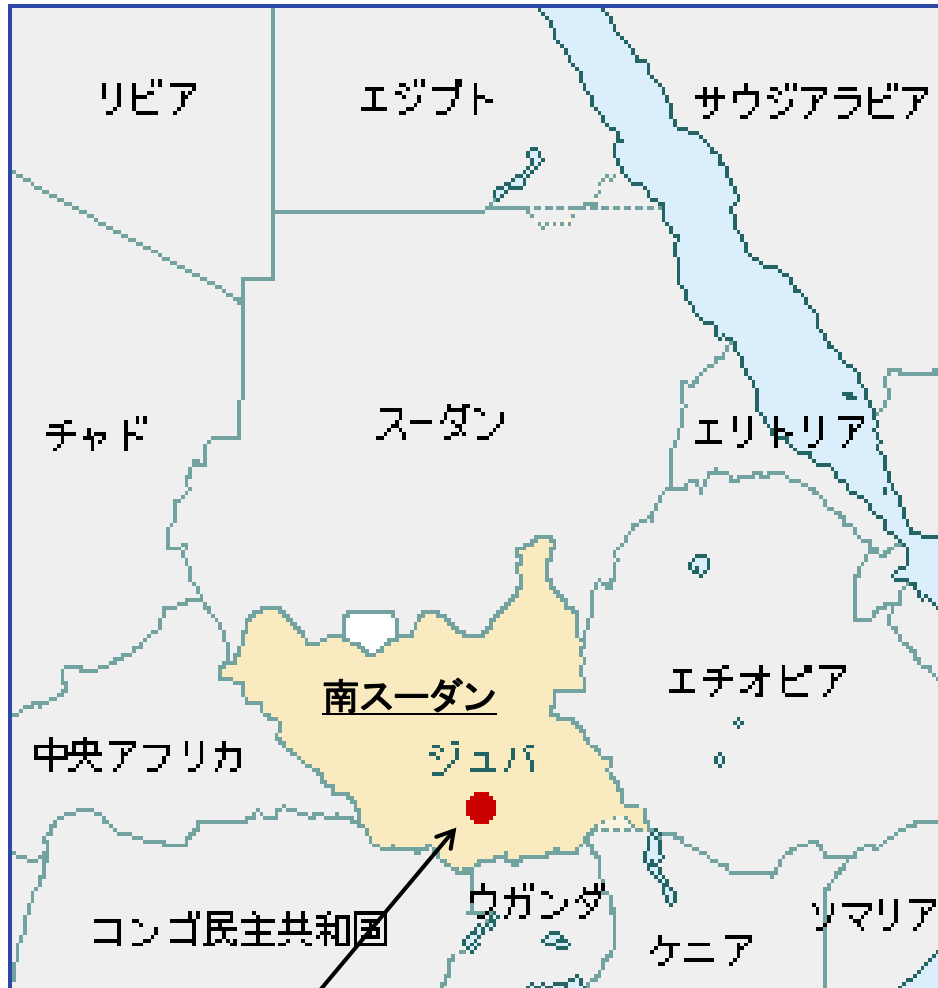 リビア
エジプト
サウジアラビア
チャド
スーダン
エリトリア
エチオピア
南スーダン
中央アフリカ
ジュバ
ウガンダ
コンゴ民主共和国
ケニア
ソマリア